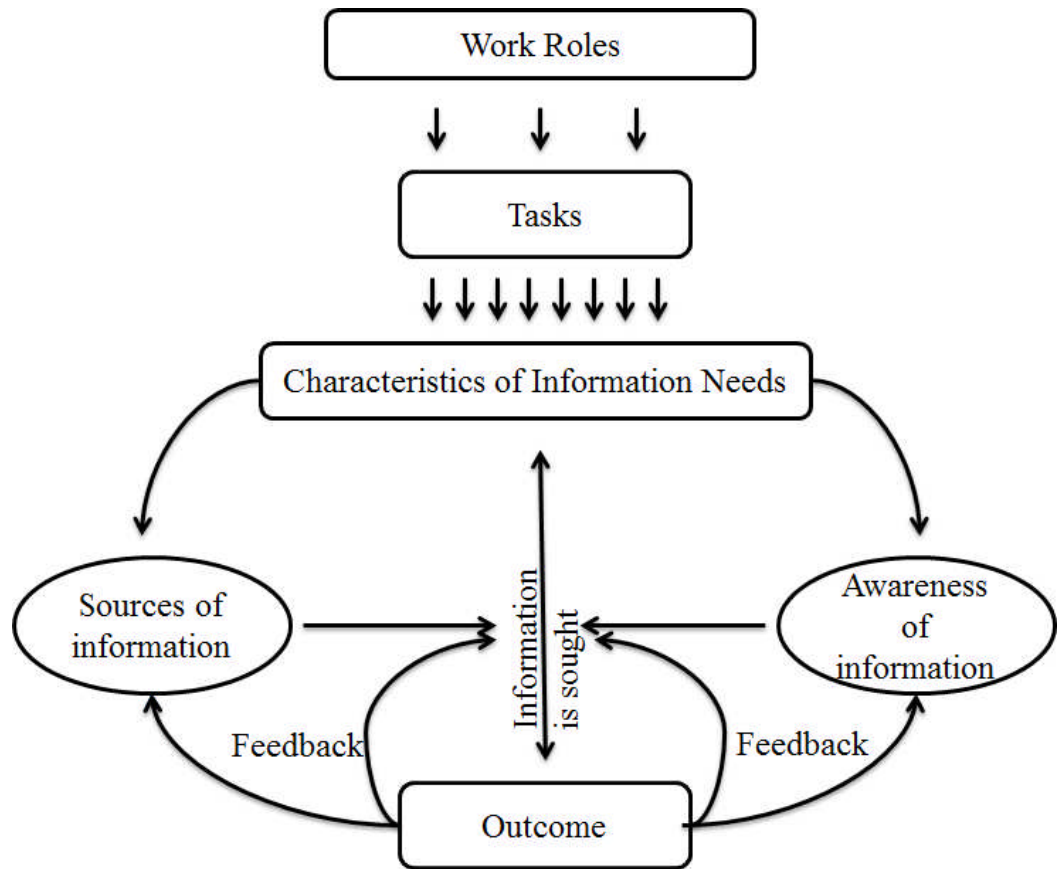 Work Roles
Tasks
Characteristics of Information Needs
Sources of
information
Information
is sought
Awareness
of
information
Feedback
Feedback
Outcome